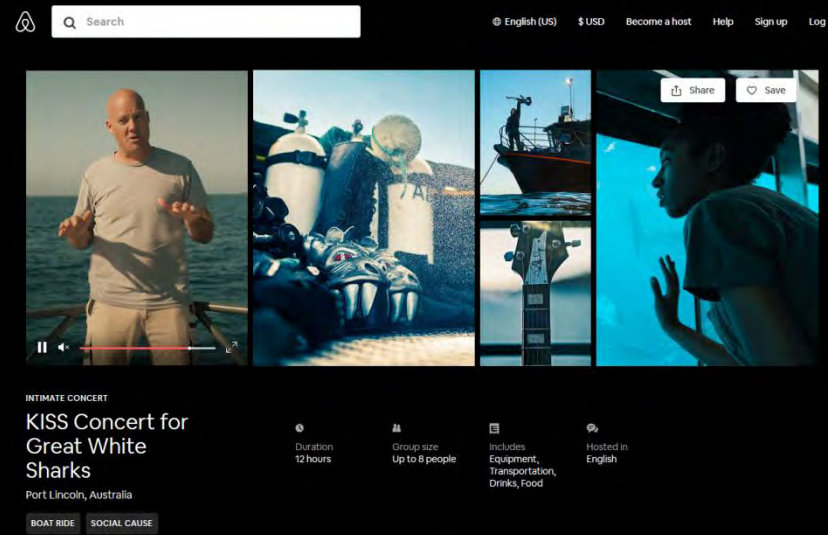 Search
English (US)
$ USD
Become a host
Help
Sign up
Log
Share
Save
INTIMATE CONCERT
KISS Concert for
Great White
Sharks
Port Lincoln, Australia
BOAT RIDE
SOCIAL CAUSE
Duration
12 hours
Group size
Up to 8 people
Includes
Equipment,
Transportation,
Drinks, Food
Hosted in
English